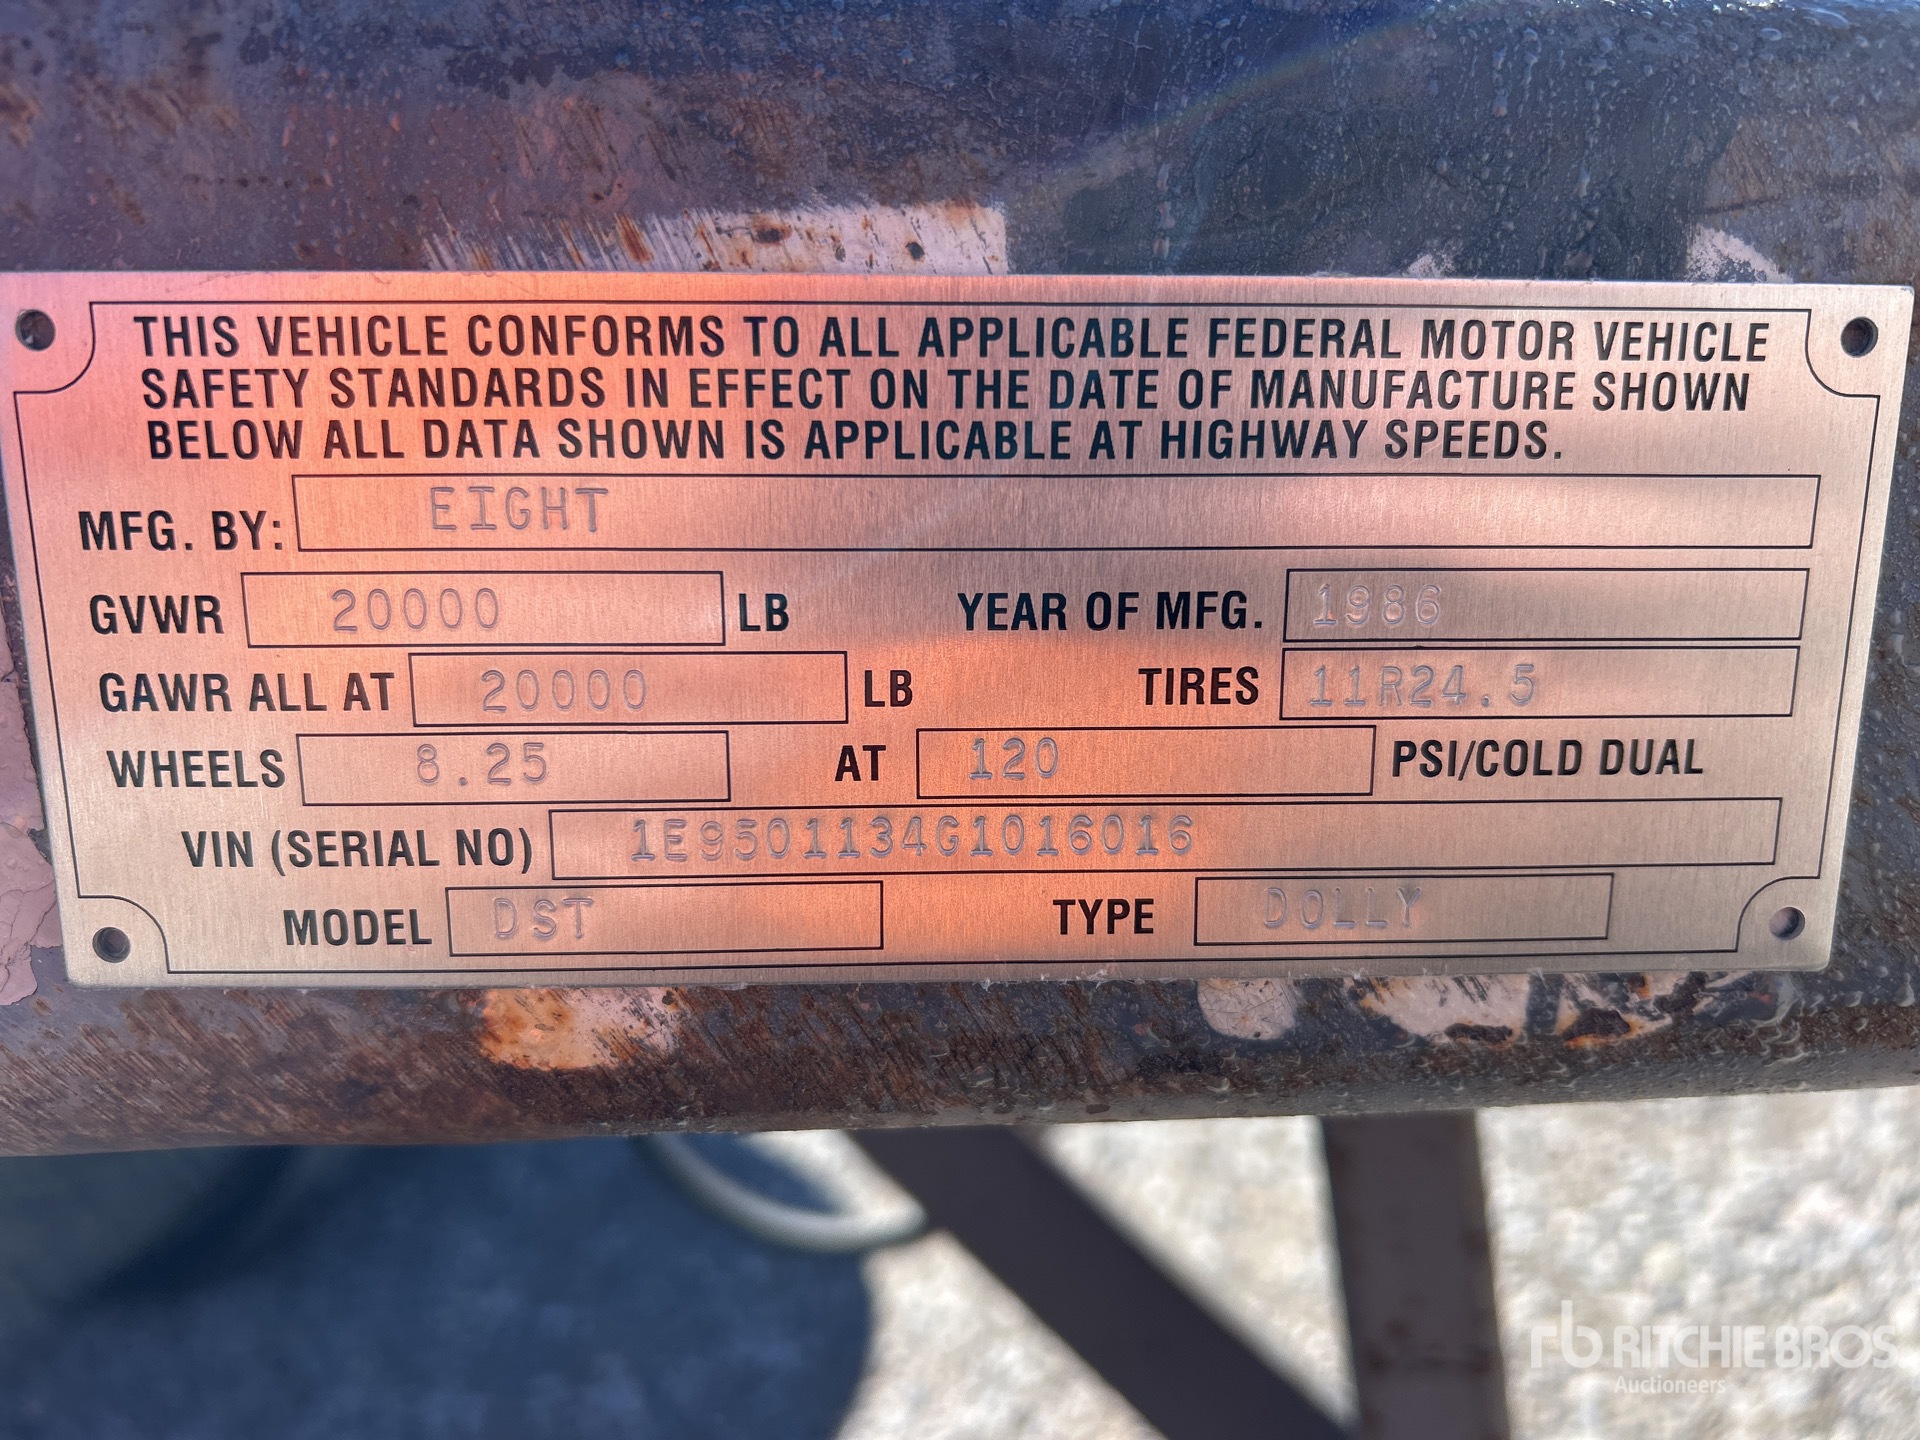 THIS VEHICLE CONFORMS TO ALL APPLICABLE FEDERAL MOTOR VEHICLE
SAFETY STANDARDS IN EFFECT ON THE DATE OF MANUFACTURE SHOWN
BELOW ALL DATA SHOWN IS APPLICABLE AT HIGHWAY SPEEDS.
MFG. BY: EIGHT
GVWR 20000 LB YEAR OF MFG. 1986
GAWR ALL AT 20000 LB TIRES 11R24.5
WHEELS 8.25 AT 120 PSI/COLD DUAL
VIN (SERIAL NO) 1E9501134G1016016
MODEL DST TYPE DOLLY
rb RITCHIE BROS
Auctioneers